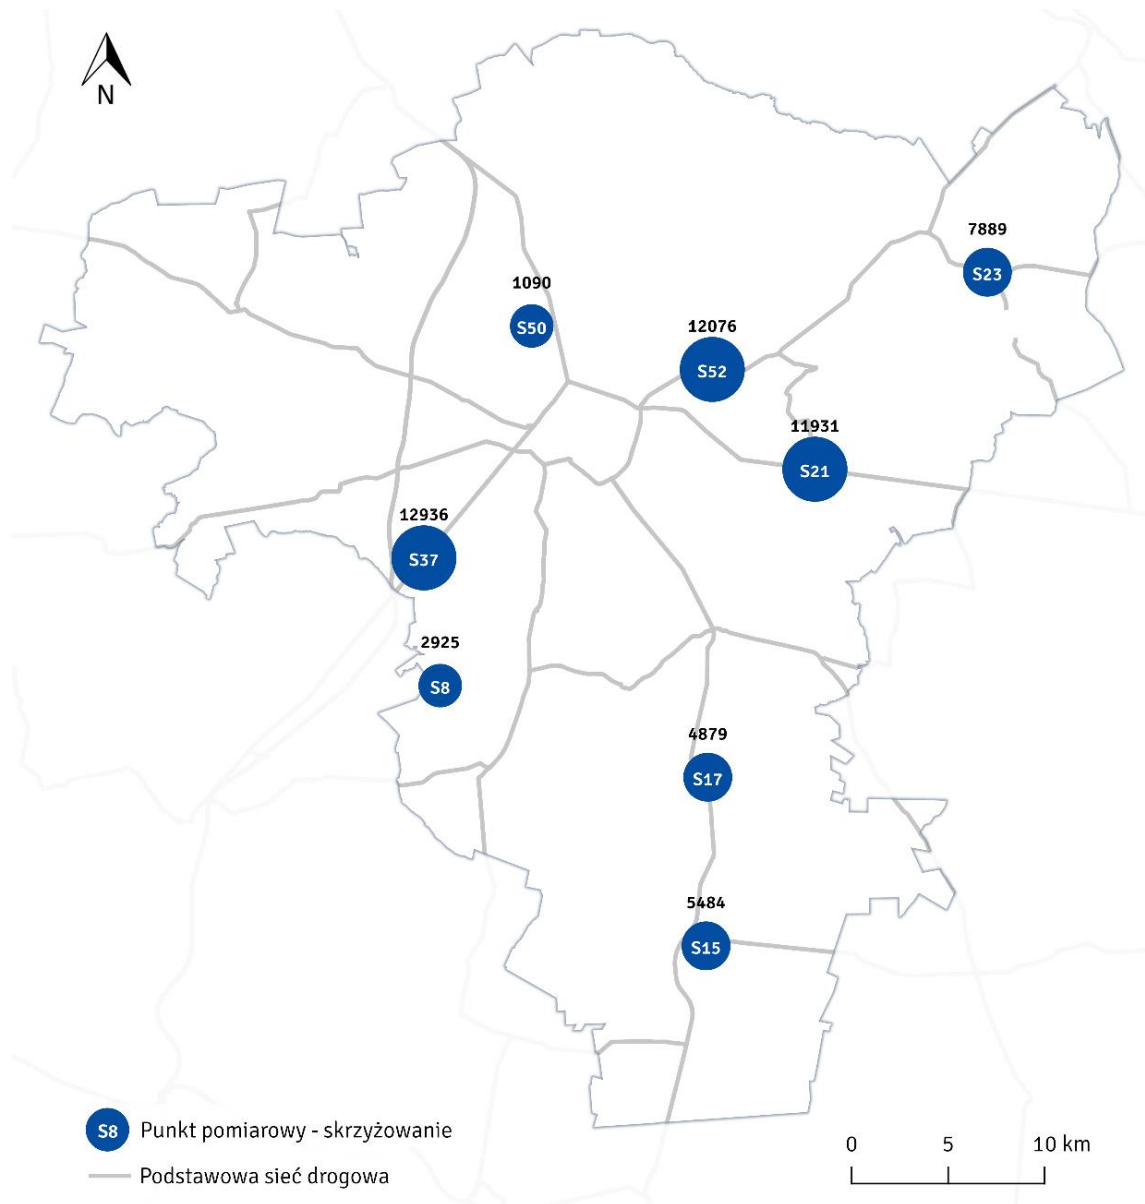 N
7889
S23
1090
S50
12076
S52
11931
S21
12936
S37
2925
S8
4879
S17
5484
S15
S8 Punkt pomiarowy - skrzyżowanie
Podstawowa sieć drogowa
0 5 10 km